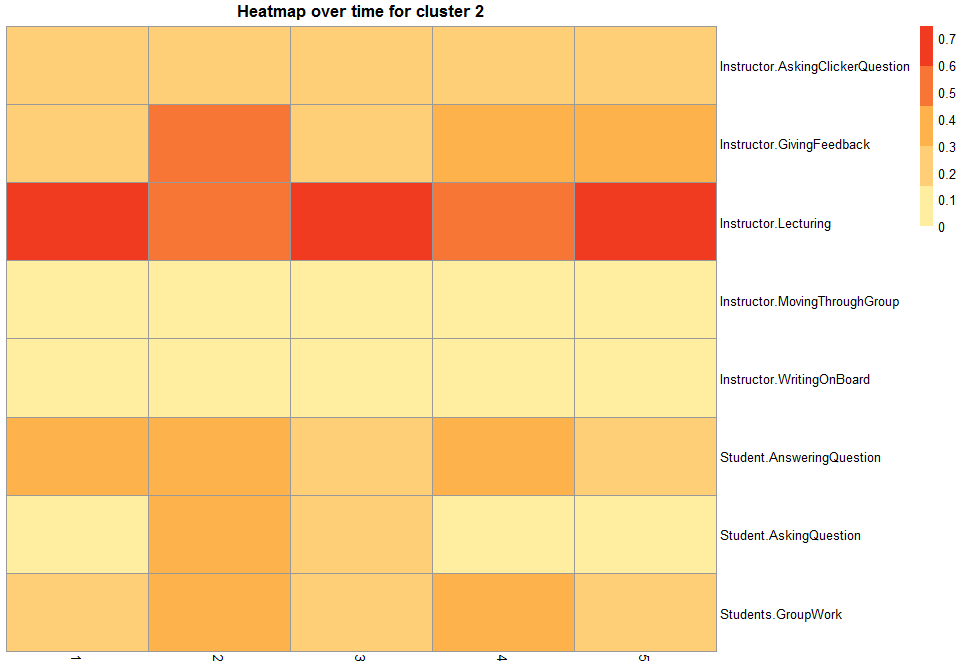 Heatmap over time for cluster 2
Instructor.AskingClickerQuestion
Instructor.GivingFeedback
Instructor.Lecturing
Instructor.MovingThroughGroup
Instructor.WritingOnBoard
Student.AnsweringQuestion
Student.AskingQuestion
Students.GroupWork
1
2
3
4
5
0.7
0.6
0.5
0.4
0.3
0.2
0.1
0